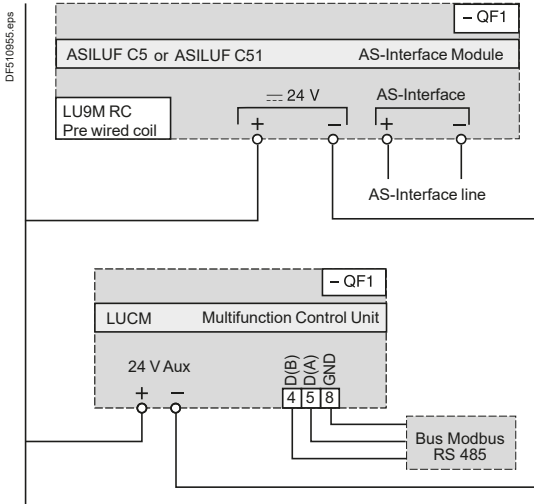 DF510955.eps
– QF1
ASILUF C5 or ASILUF C51 AS-Interface Module
LU9M RC
Pre wired coil
⎓ 24 V AS-Interface
+ – + –
AS-Interface line
– QF1
LUCM Multifunction Control Unit
24 V Aux
+ –
D(B) D(A) GND
4 5 8
Bus Modbus
RS 485